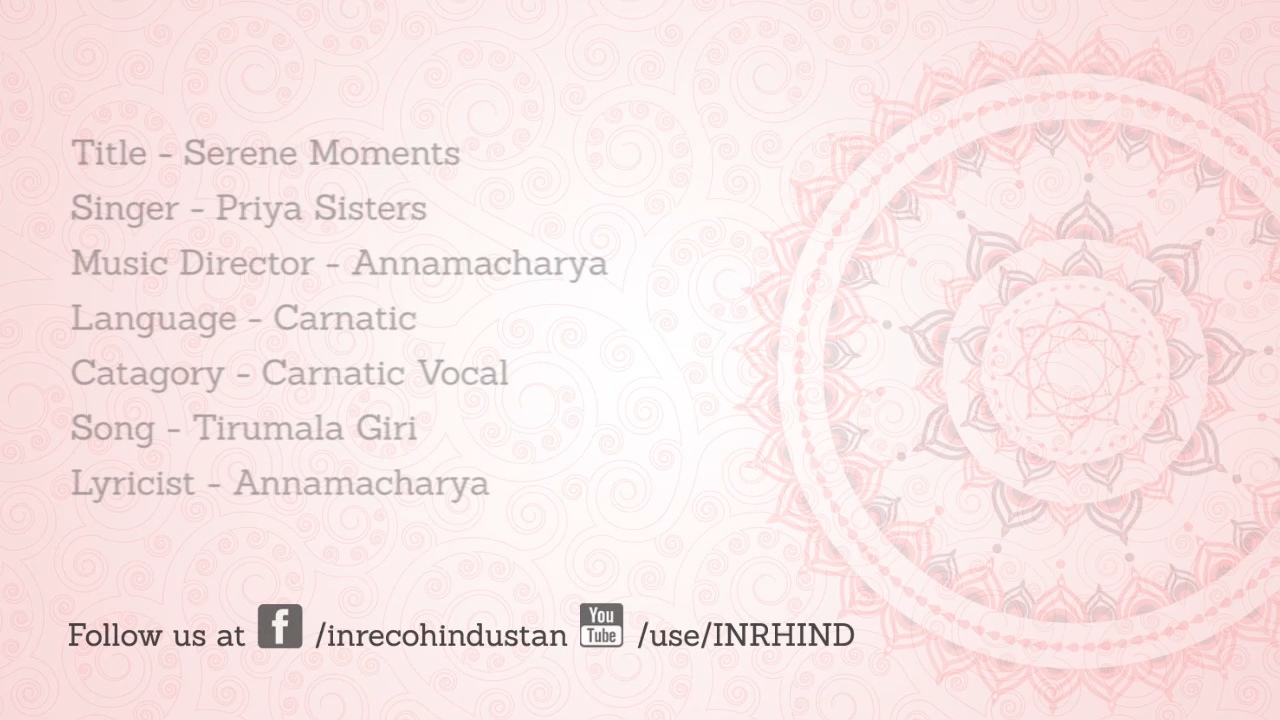 Title - Serene Moments
Singer - Priya Sisters
Music Director - Annamacharya
Language - Carnatic
Catagory - Carnatic Vocal
Song - Tirumala Giri
Lyricist - Annamacharya
Follow us at f /inrecohindustan You Tube /use/INRHIND